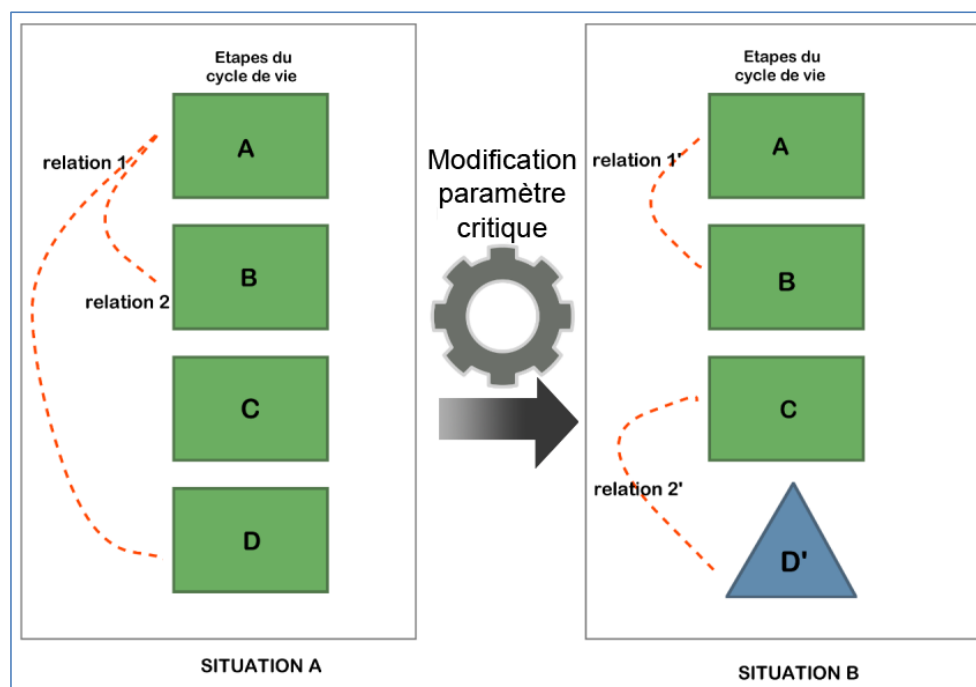 Etapes du
cycle de vie
A
relation 1
B
relation 2
C
D
SITUATION A
Modification
paramètre
critique
Etapes du
cycle de vie
A
relation 1'
B
C
relation 2'
D'
SITUATION B